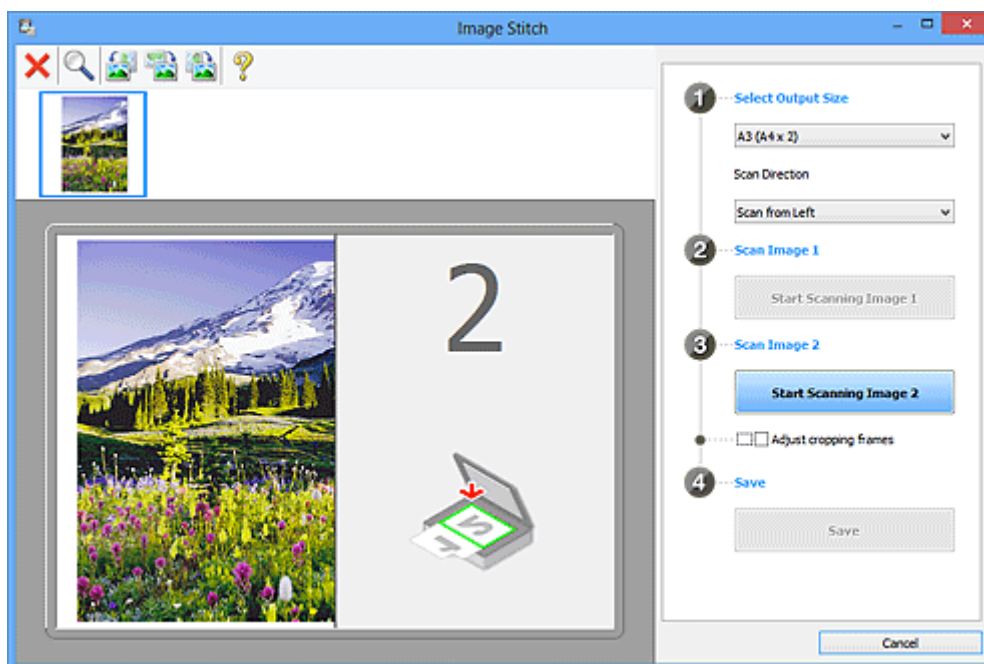 Image Stitch
1 Select Output Size
A3 (A4 x 2)
Scan Direction
Scan from Left
2 Scan Image 1
Start Scanning Image 1
3 Scan Image 2
Start Scanning Image 2
Adjust cropping frames
4 Save
Save
Cancel
2
2
1